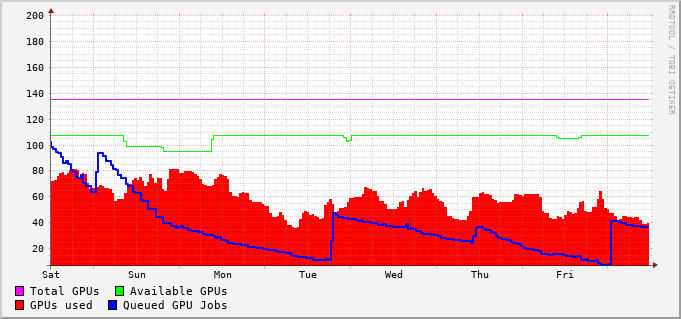 RRDTOOL / TOBI OETIKER
200
180
160
140
120
100
80
60
40
20
Sat Sun Mon Tue Wed Thu Fri
Total GPUs Available GPUs
GPUs used Queued GPU Jobs